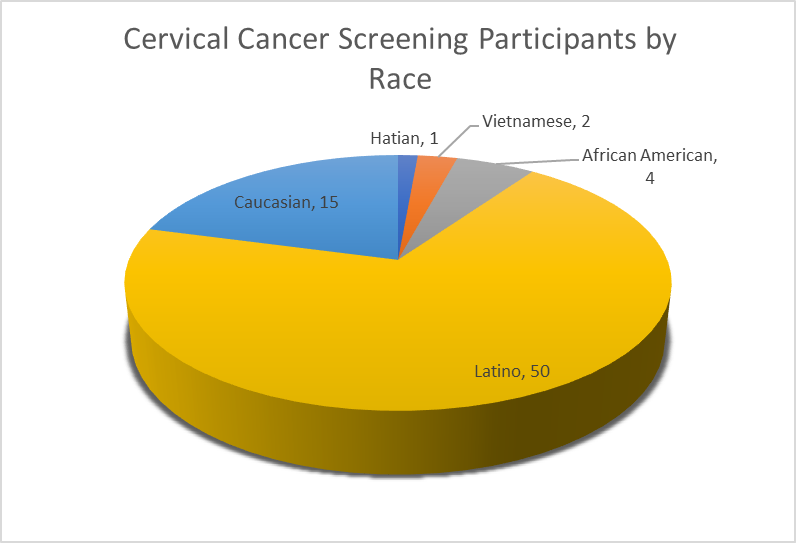 Cervical Cancer Screening Participants by
Race
Hatian, 1
Vietnamese, 2
African American,
4
Caucasian, 15
Latino, 50